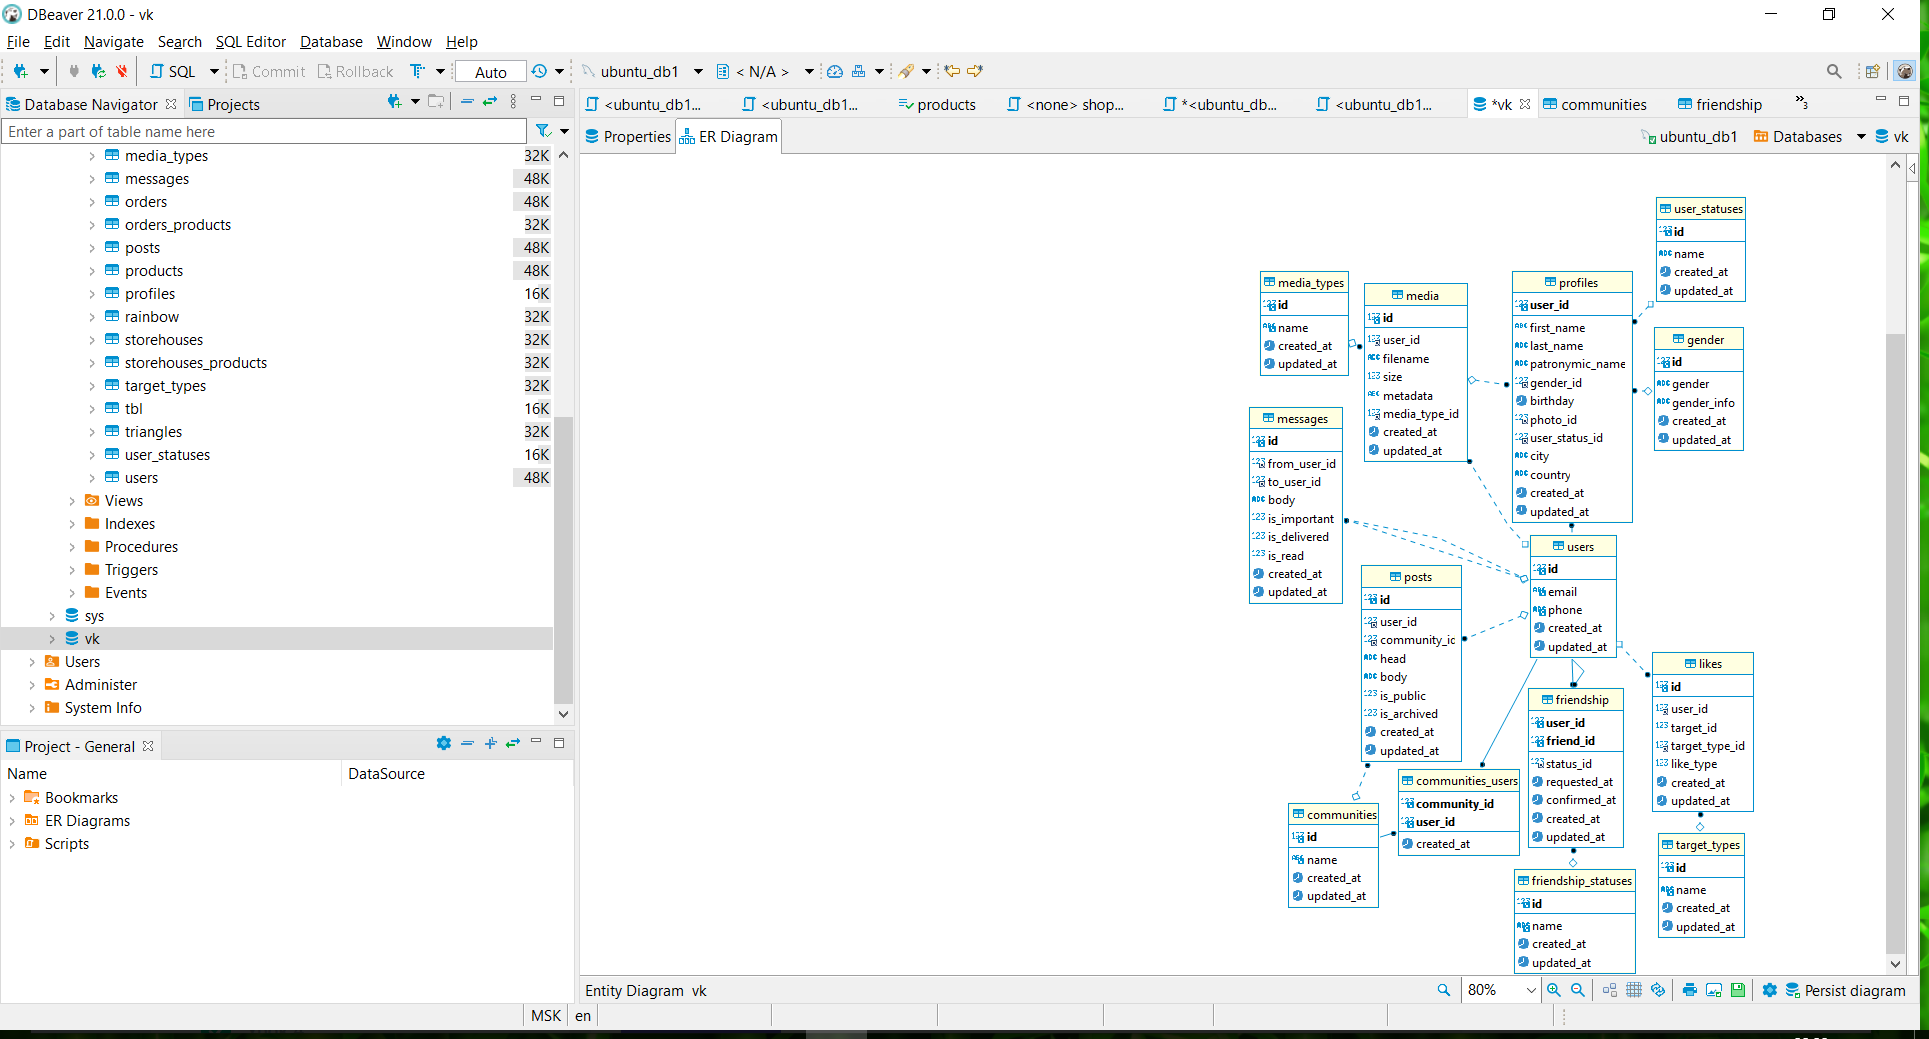 DBeaver 21.0.0 - vk
File Edit Navigate Search SQL Editor Database Window Help
SQL Commit Rollback Auto ubuntu_db1 < N/A >
Database Navigator Projects
<ubuntu_db1... <ubuntu_db1... products <none> shop... *<ubuntu_db... <ubuntu_db1... *vk communities friendship »3
Enter a part of table name here
Properties ER Diagram ubuntu_db1 Databases vk
media_types 32K
messages 48K
orders 48K
orders_products 32K
posts 48K
products 48K
profiles 16K
rainbow 32K
storehouses 32K
storehouses_products 32K
target_types 32K
tbl 16K
triangles 32K
user_statuses 16K
users 48K
Views
Indexes
Procedures
Triggers
Events
sys
vk
Users
Administer
System Info
Project - General
Name DataSource
Bookmarks
ER Diagrams
Scripts
user_statuses
id
name
created_at
updated_at
media_types
id
name
created_at
updated_at
media
id
user_id
filename
size
metadata
media_type_id
created_at
updated_at
profiles
user_id
first_name
last_name
patronymic_name
gender_id
birthday
photo_id
user_status_id
city
country
created_at
updated_at
gender
id
gender
gender_info
created_at
updated_at
messages
id
from_user_id
to_user_id
body
is_important
is_delivered
is_read
created_at
updated_at
users
id
email
phone
created_at
updated_at
posts
id
user_id
community_id
head
body
is_public
is_archived
created_at
updated_at
likes
id
user_id
target_id
target_type_id
like_type
created_at
updated_at
friendship
user_id
friend_id
status_id
requested_at
confirmed_at
created_at
updated_at
communities_users
community_id
user_id
created_at
communities
id
name
created_at
updated_at
target_types
id
name
created_at
updated_at
friendship_statuses
id
name
created_at
updated_at
Entity Diagram vk 80% Persist diagram
MSK en